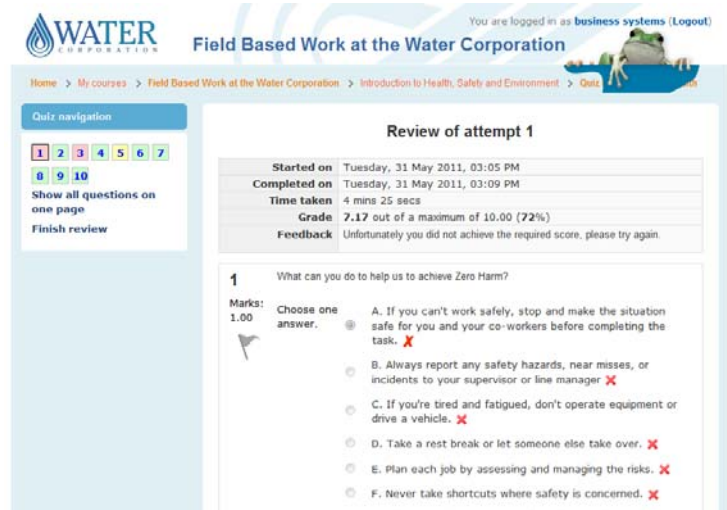 WATER
CORPORATION
You are logged in as business systems (Logout)
Field Based Work at the Water Corporation
Home > My courses > Field Based Work at the Water Corporation > Introduction to Health, Safety and Environment > Quiz
Quiz navigation
1 2 3 4 5 6 7
8 9 10
Show all questions on
one page
Finish review
Review of attempt 1
Started on Tuesday, 31 May 2011, 03:05 PM
Completed on Tuesday, 31 May 2011, 03:09 PM
Time taken 4 mins 25 secs
Grade 7.17 out of a maximum of 10.00 (72%)
Feedback Unfortunately you did not achieve the required score, please try again.
1
What can you do to help us to achieve Zero Harm?
Marks:
1.00
Choose one
answer.
A. If you can't work safely, stop and make the situation
safe for you and your co-workers before completing the
task.
B. Always report any safety hazards, near misses, or
incidents to your supervisor or line manager
C. If you're tired and fatigued, don't operate equipment or
drive a vehicle.
D. Take a rest break or let someone else take over.
E. Plan each job by assessing and managing the risks.
F. Never take shortcuts where safety is concerned.